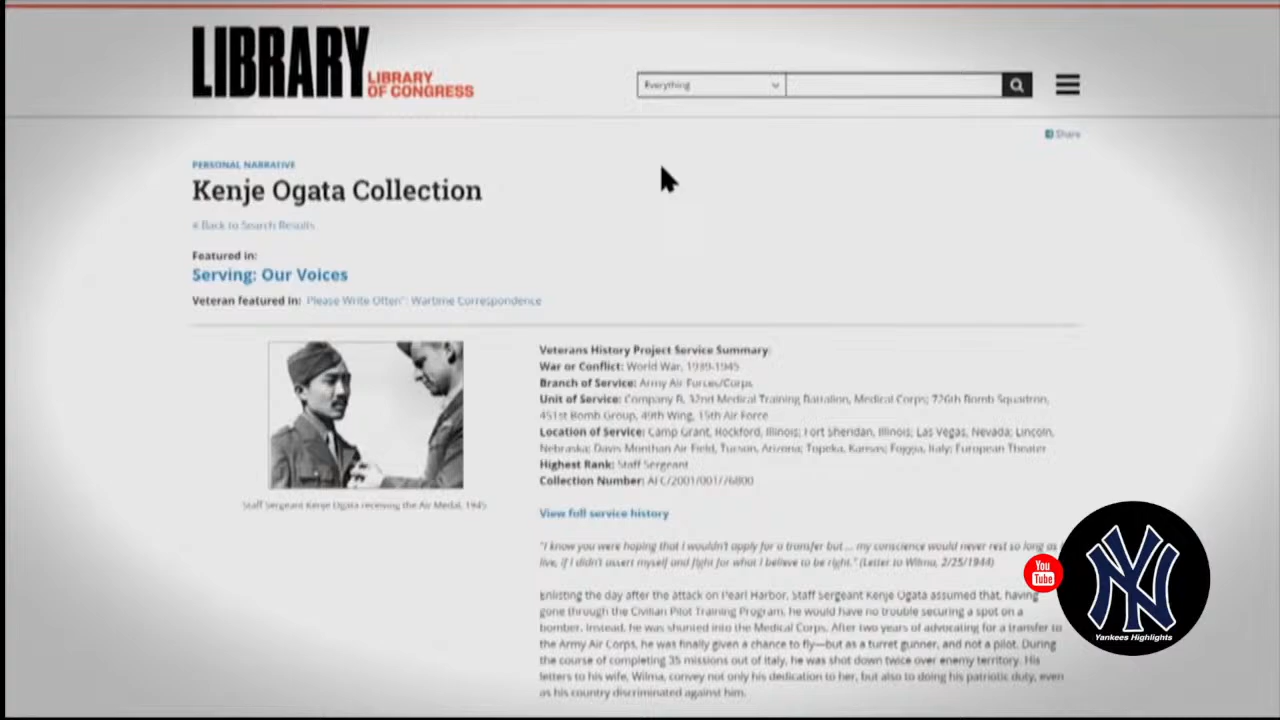 LIBRARY
LIBRARY
OF CONGRESS
Everything
Share
PERSONAL NARRATIVE
Kenje Ogata Collection
« Back to Search Results
Featured in:
Serving: Our Voices
Veteran featured in: Please Write Often": Wartime Correspondence
Veterans History Project Service Summary:
War or Conflict: World War, 1939-1945
Branch of Service: Army Air Forces/Corps
Unit of Service: Company B, 32nd Medical Training Battalion, Medical Corps; 726th Bomb Squadron,
451st Bomb Group, 49th Wing, 15th Air Force
Location of Service: Camp Grant, Rockford, Illinois; Fort Sheridan, Illinois; Las Vegas, Nevada; Lincoln,
Nebraska; Davis Monthan Air Field, Tucson, Arizona; Topeka, Kansas; Foggia, Italy; European Theater
Highest Rank: Staff Sergeant
Collection Number: AFC/2001/001/76800
Staff Sergeant Kenje Ogata receiving the Air Medal, 1945
View full service history
"I know you were hoping that I wouldn't apply for a transfer but... my conscience would never rest so long as I
live, if I didn't assert myself and fight for what I believe to be right." (Letter to Wilma, 2/25/1944)
Enlisting the day after the attack on Pearl Harbor, Staff Sergeant Kenje Ogata assumed that, having
gone through the Civilian Pilot Training Program, he would have no trouble securing a spot on a
bomber. Instead, he was shunted into the Medical Corps. After two years of advocating for a transfer to
the Army Air Corps, he was finally given a chance to fly—but as a turret gunner, and not a pilot. During
the course of completing 35 missions out of Italy, he was shot down twice over enemy territory. His
letters to his wife, Wilma, convey not only his dedication to her, but also to doing his patriotic duty, even
as his country discriminated against him.
You
Tube
NY
Yankees Highlights